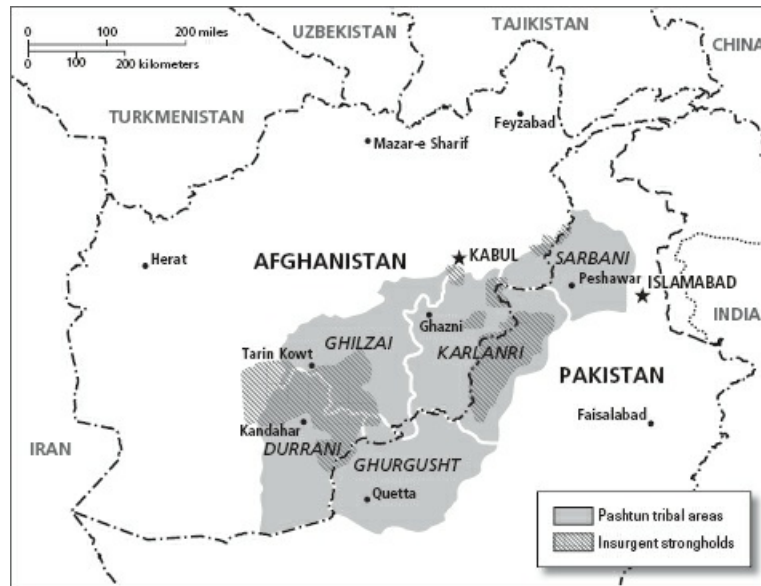 0 100 200 miles
0 100 200 kilometers
UZBEKISTAN
TAJIKISTAN
CHINA
TURKMENISTAN
Feyzabad
Mazar-e Sharif
Herat
AFGHANISTAN
KABUL
SARBANI
Peshawar
ISLAMABAD
INDIA
Ghazni
GHILZAI
KARLANRI
Tarin Kowt
PAKISTAN
Kandahar
Faisalabad
DURRANI
IRAN
GHURGUSHT
Quetta
Pashtun tribal areas
Insurgent strongholds